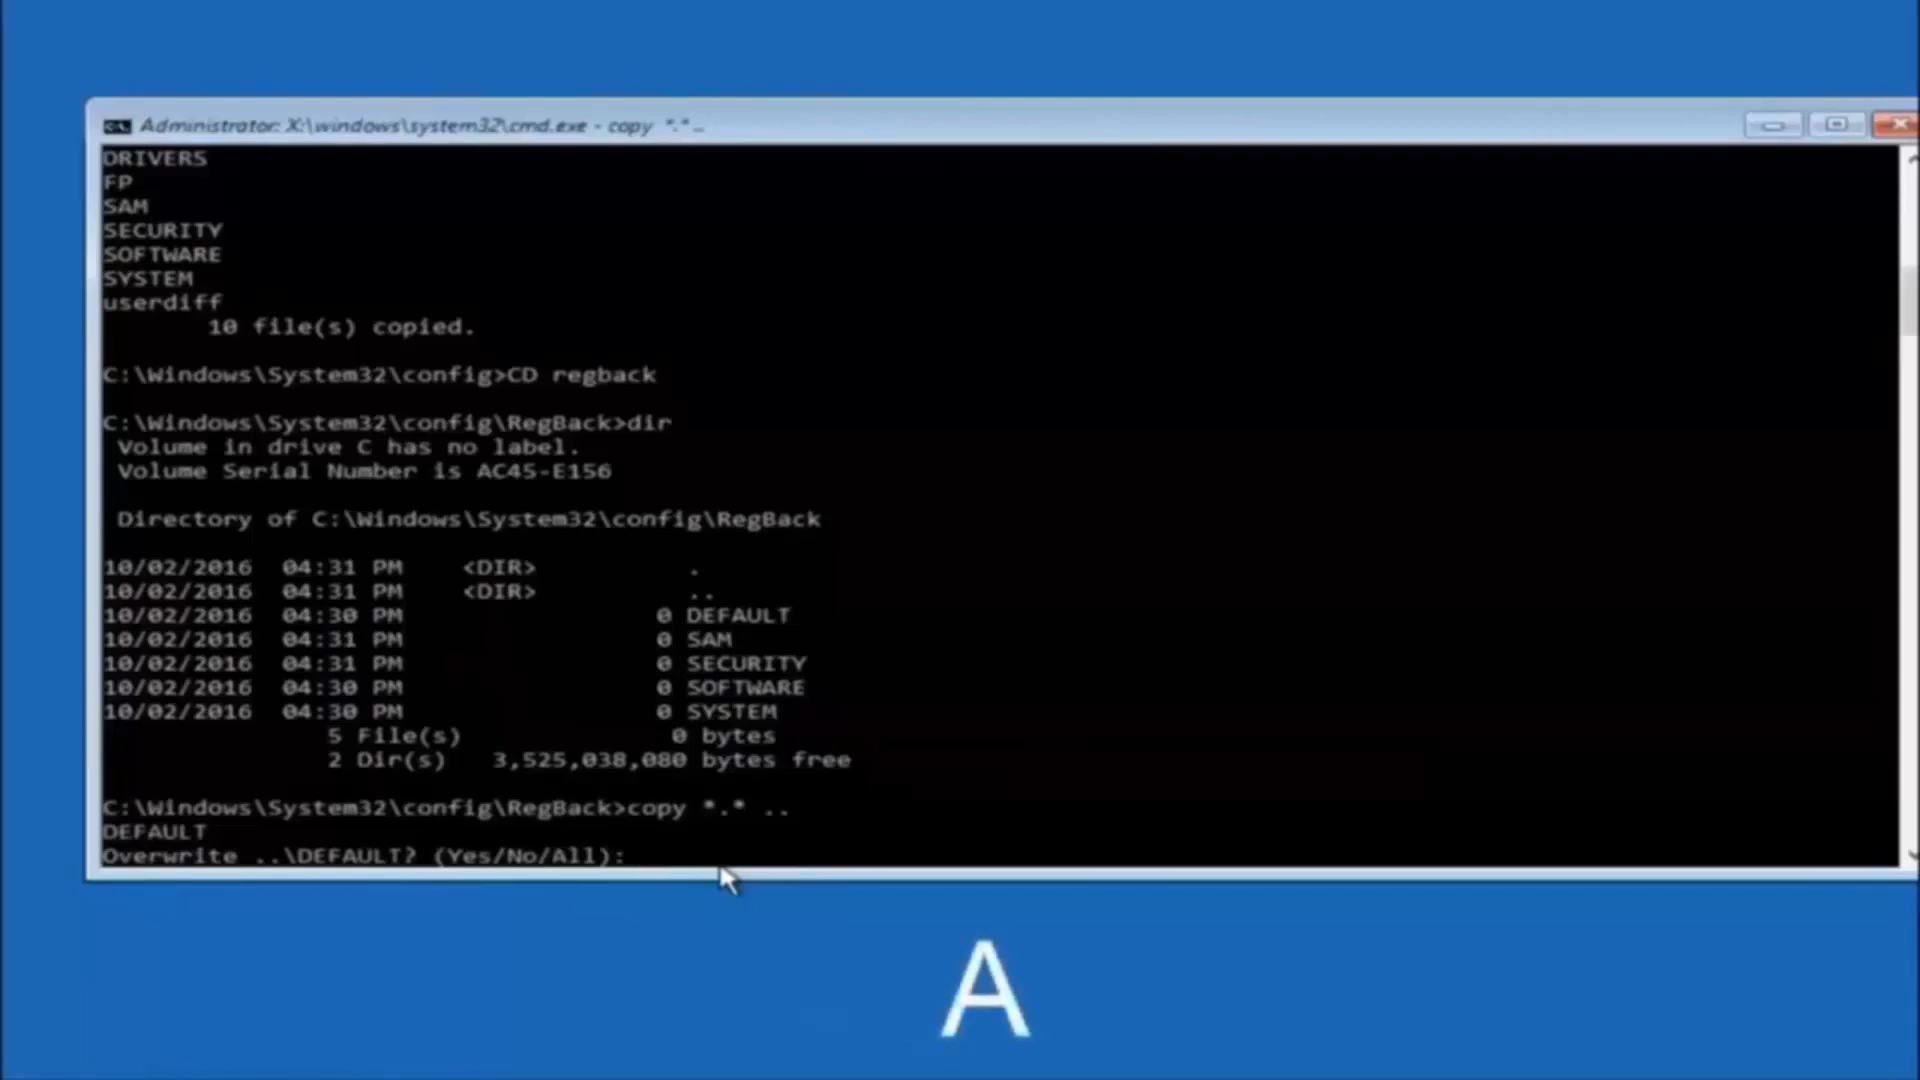 Administrator: X:\windows\system32\cmd.exe - copy *.* ..
DRIVERS
FP
SAM
SECURITY
SOFTWARE
SYSTEM
userdiff
10 file(s) copied.
C:\Windows\System32\config>CD regback
C:\Windows\System32\config\RegBack>dir
Volume in drive C has no label.
Volume Serial Number is AC45-E156
Directory of C:\Windows\System32\config\RegBack
10/02/2016 04:31 PM <DIR> .
10/02/2016 04:31 PM <DIR> ..
10/02/2016 04:30 PM 0 DEFAULT
10/02/2016 04:31 PM 0 SAM
10/02/2016 04:31 PM 0 SECURITY
10/02/2016 04:30 PM 0 SOFTWARE
10/02/2016 04:30 PM 0 SYSTEM
5 File(s) 0 bytes
2 Dir(s) 3,525,038,080 bytes free
C:\Windows\System32\config\RegBack>copy *.* ..
DEFAULT
Overwrite ..\DEFAULT? (Yes/No/All):
A